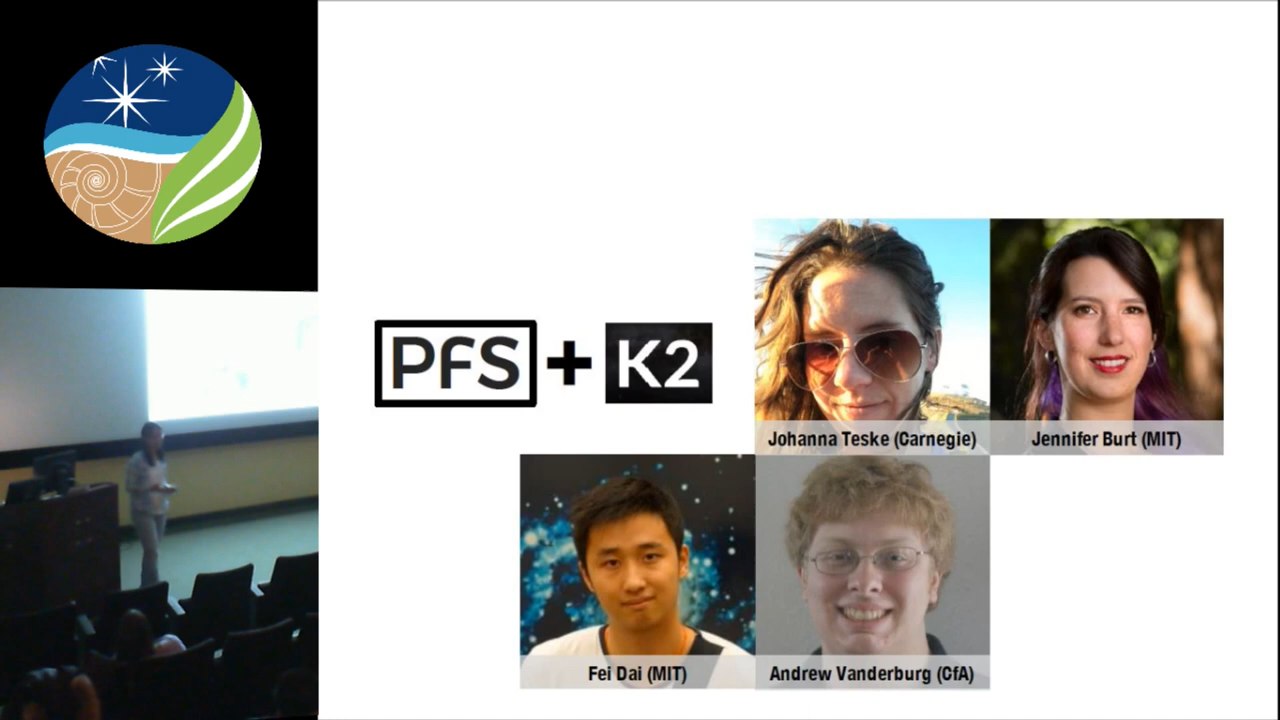 PFS + K2
Johanna Teske (Carnegie)
Jennifer Burt (MIT)
Fei Dai (MIT)
Andrew Vanderburg (CfA)